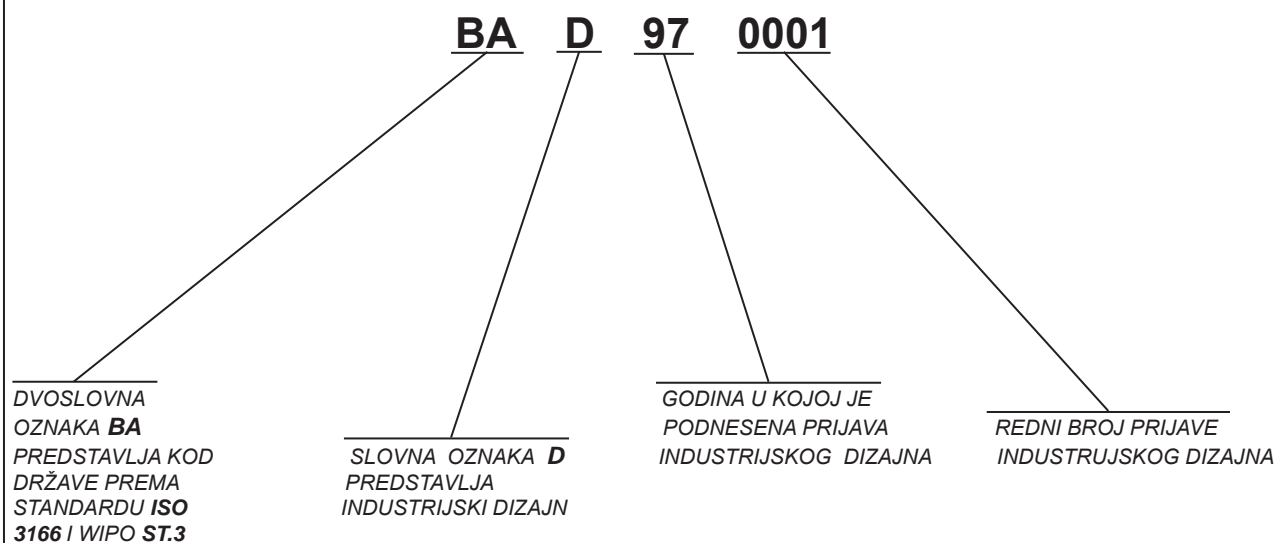 BA D 97 0001
DVOSLOVNA
OZNAKA BA
PREDSTAVLJA KOD
DRŽAVE PREMA
STANDARDU ISO
3166 I WIPO ST.3
SLOVNA OZNAKA D
PREDSTAVLJA
INDUSTRIJSKI DIZAJN
GODINA U KOJOJ JE
PODNESENA PRIJAVA
INDUSTRIJSKOG DIZAJNA
REDNI BROJ PRIJAVE
INDUSTRUJSKOG DIZAJNA